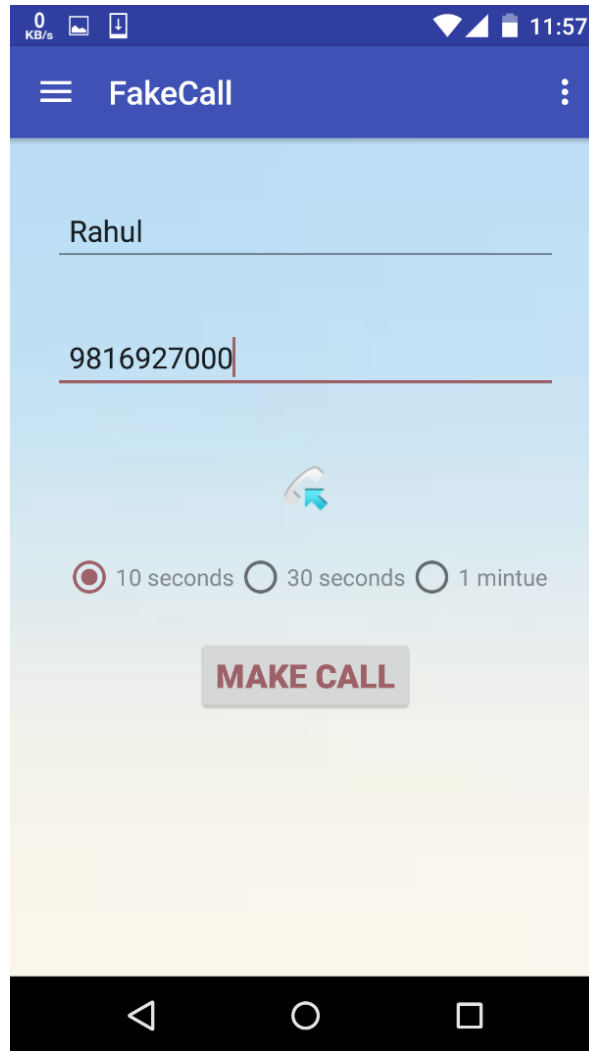 0 KB/s 11:57
FakeCall
Rahul
9816927000
10 seconds 30 seconds 1 mintue
MAKE CALL